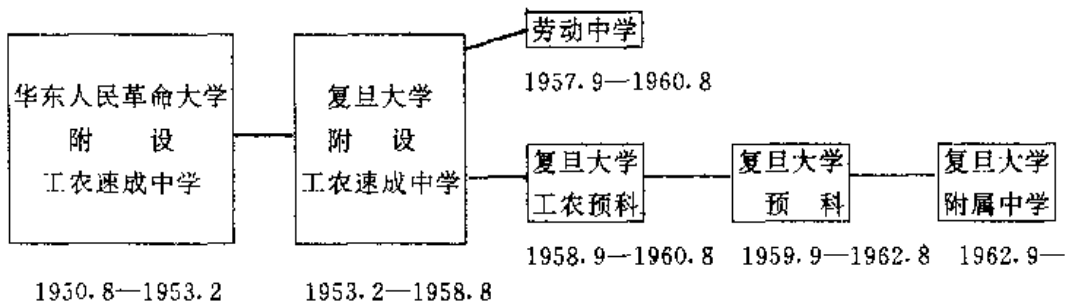 华东人民革命大学
附 设
工农速成中学
1950.8—1953.2
复旦大学
附 设
工农速成中学
1953.2—1958.8
劳动中学
1957.9—1960.8
复旦大学
工农预科
1958.9—1960.8
复旦大学
预 科
1959.9—1962.8
复旦大学
附属中学
1962.9—